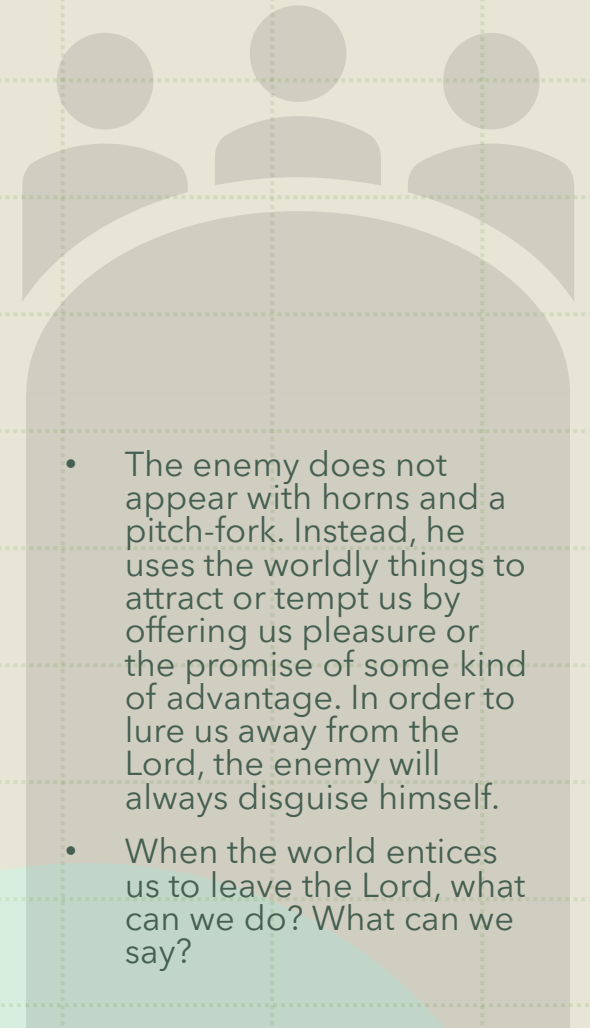 • The enemy does not
appear with horns and a
pitch-fork. Instead, he
uses the worldly things to
attract or tempt us by
offering us pleasure or
the promise of some kind
of advantage. In order to
lure us away from the
Lord, the enemy will
always disguise himself.
• When the world entices
us to leave the Lord, what
can we do? What can we
say?